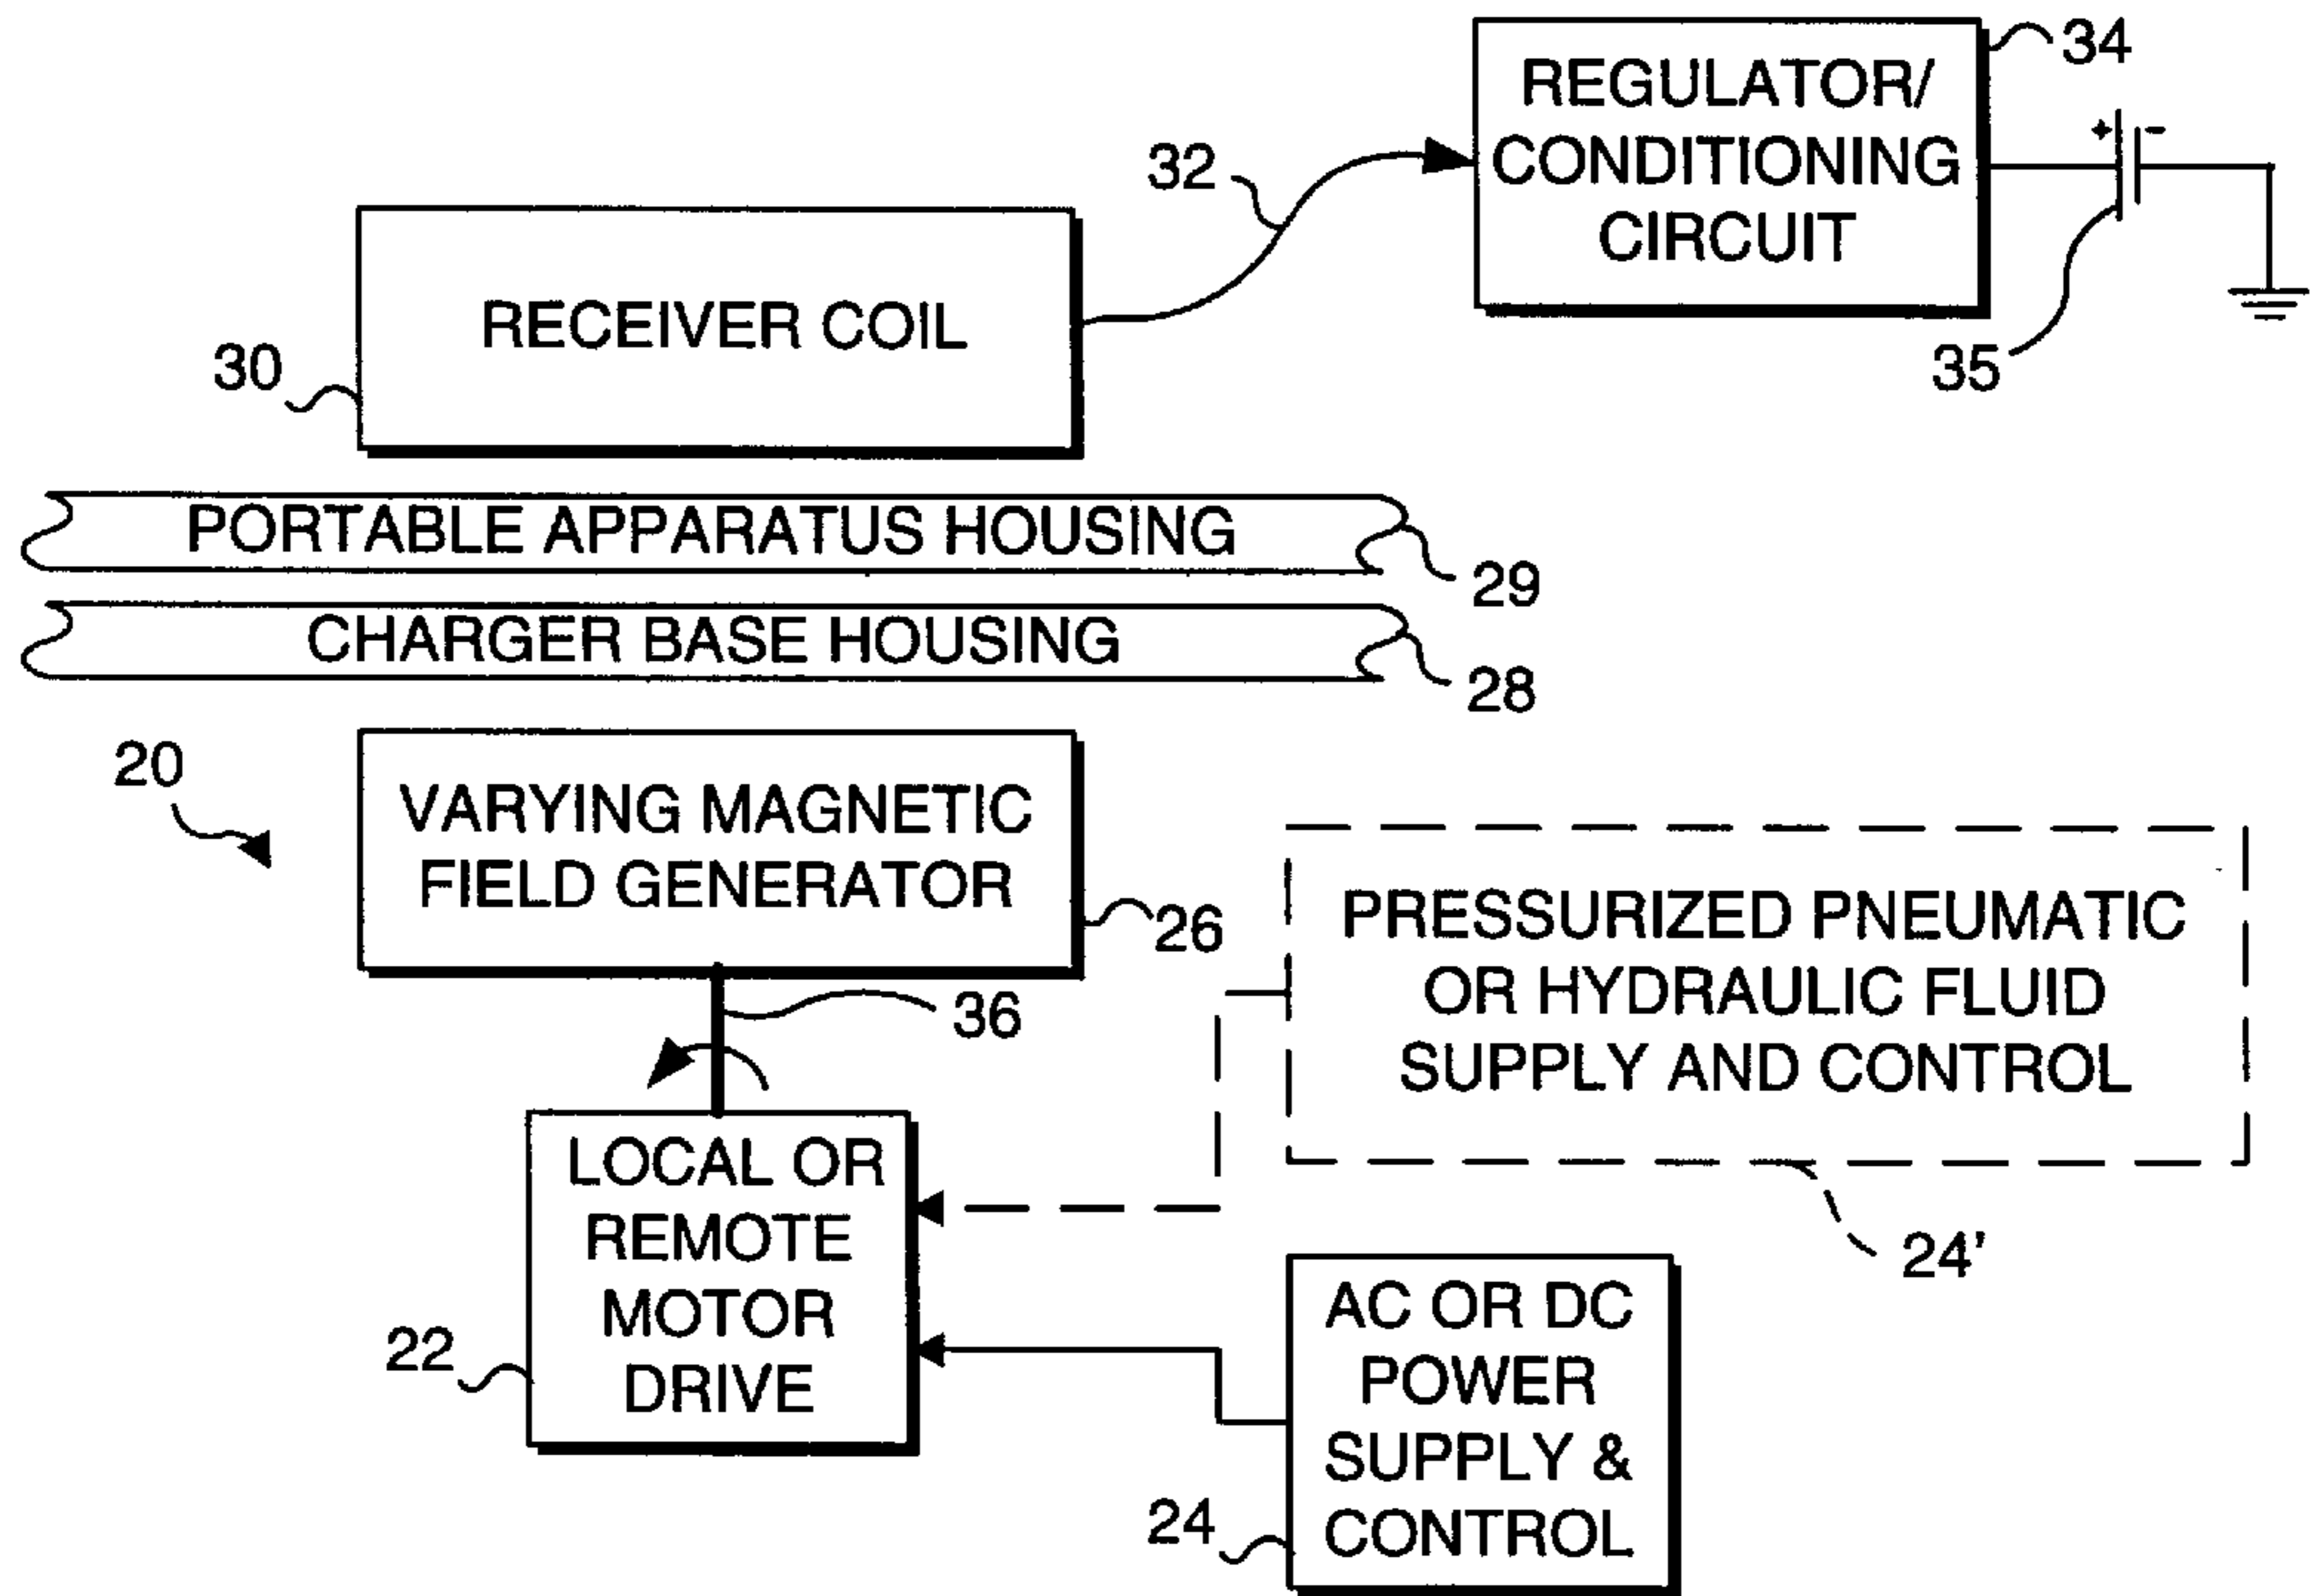 34
REGULATOR/
CONDITIONING
CIRCUIT
+ -
32
35
RECEIVER COIL
30
PORTABLE APPARATUS HOUSING
29
CHARGER BASE HOUSING
28
20
VARYING MAGNETIC
FIELD GENERATOR
26
36
PRESSURIZED PNEUMATIC
OR HYDRAULIC FLUID
SUPPLY AND CONTROL
24'
LOCAL OR
REMOTE
MOTOR
DRIVE
22
AC OR DC
POWER
SUPPLY &
CONTROL
24